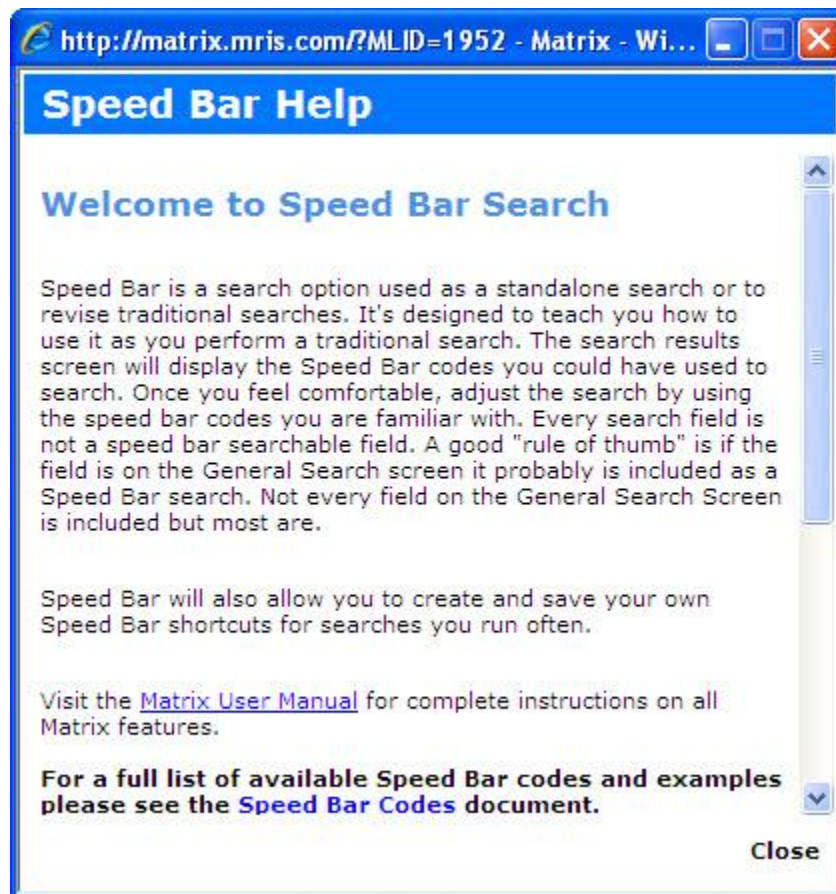 http://matrix.mris.com/?MLID=1952 - Matrix - Wi...
Speed Bar Help
Welcome to Speed Bar Search
Speed Bar is a search option used as a standalone search or to
revise traditional searches. It's designed to teach you how to
use it as you perform a traditional search. The search results
screen will display the Speed Bar codes you could have used to
search. Once you feel comfortable, adjust the search by using
the speed bar codes you are familiar with. Every search field is
not a speed bar searchable field. A good "rule of thumb" is if the
field is on the General Search screen it probably is included as a
Speed Bar search. Not every field on the General Search Screen
is included but most are.
Speed Bar will also allow you to create and save your own
Speed Bar shortcuts for searches you run often.
Visit the Matrix User Manual for complete instructions on all
Matrix features.
For a full list of available Speed Bar codes and examples
please see the Speed Bar Codes document.
Close